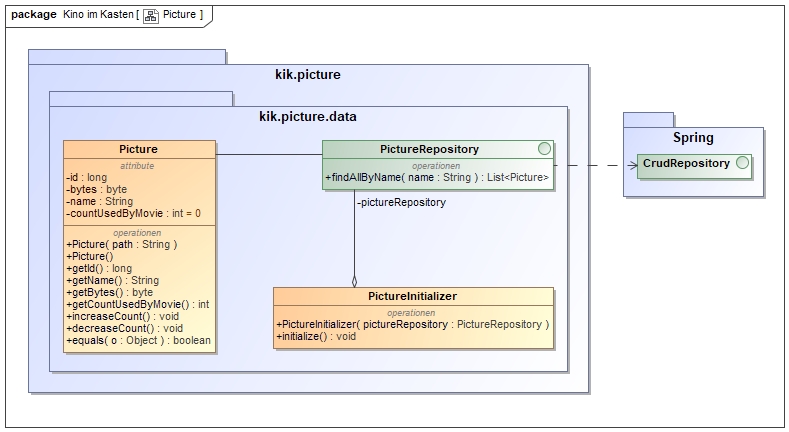 package Kino im Kasten [ Picture ]
kik.picture
kik.picture.data
Picture
attribute
-id : long
-bytes : byte
-name : String
-countUsedByMovie : int = 0
operationen
+Picture( path : String )
+Picture()
+getId() : long
+getName() : String
+getBytes() : byte
+getCountUsedByMovie() : int
+increaseCount() : void
+decreaseCount() : void
+equals( o : Object ) : boolean
PictureRepository
operationen
+findAllByName( name : String ) : List<Picture>
-pictureRepository
PictureInitializer
operationen
+PictureInitializer( pictureRepository : PictureRepository )
+initialize() : void
Spring
CrudRepository